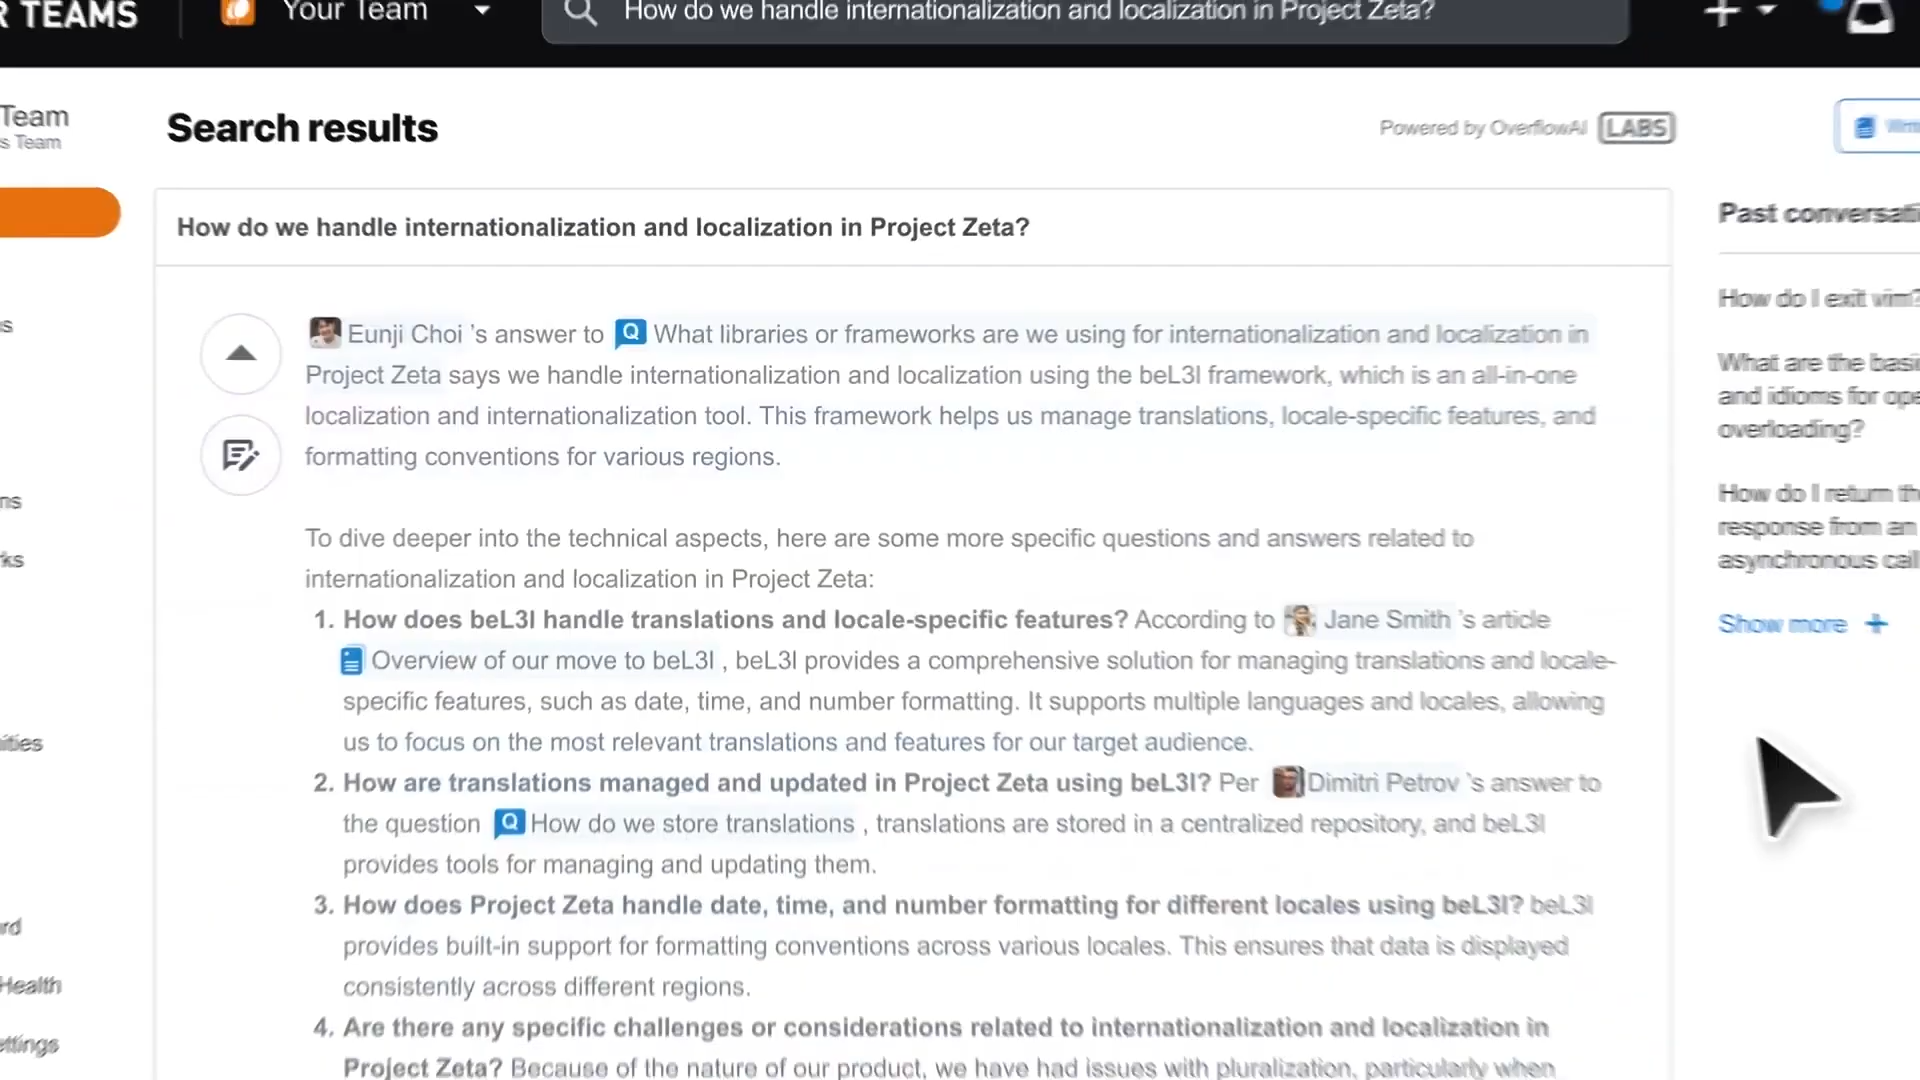 R TEAMS
Your Team
How do we handle internationalization and localization in Project Zeta?
Team
s Team
Search results
Powered by OverflowAI LABS
How do we handle internationalization and localization in Project Zeta?
Eunji Choi 's answer to Q What libraries or frameworks are we using for internationalization and localization in
Project Zeta says we handle internationalization and localization using the beL3l framework, which is an all-in-one
localization and internationalization tool. This framework helps us manage translations, locale-specific features, and
formatting conventions for various regions.
To dive deeper into the technical aspects, here are some more specific questions and answers related to
internationalization and localization in Project Zeta:
1. How does beL3l handle translations and locale-specific features? According to Jane Smith 's article
Overview of our move to beL3l , beL3l provides a comprehensive solution for managing translations and locale-
specific features, such as date, time, and number formatting. It supports multiple languages and locales, allowing
us to focus on the most relevant translations and features for our target audience.
2. How are translations managed and updated in Project Zeta using beL3l? Per Dimitri Petrov 's answer to
the question Q How do we store translations , translations are stored in a centralized repository, and beL3l
provides tools for managing and updating them.
3. How does Project Zeta handle date, time, and number formatting for different locales using beL3l? beL3l
provides built-in support for formatting conventions across various locales. This ensures that data is displayed
consistently across different regions.
4. Are there any specific challenges or considerations related to internationalization and localization in
Project Zeta? Because of the nature of our product, we have had issues with pluralization, particularly when
Past conversati
How do I exit vim?
What are the basi
and idioms for ope
overloading?
How do I return the
response from an
asynchronous call
Show more +
s
ns
ks
ities
rd
Health
ettings